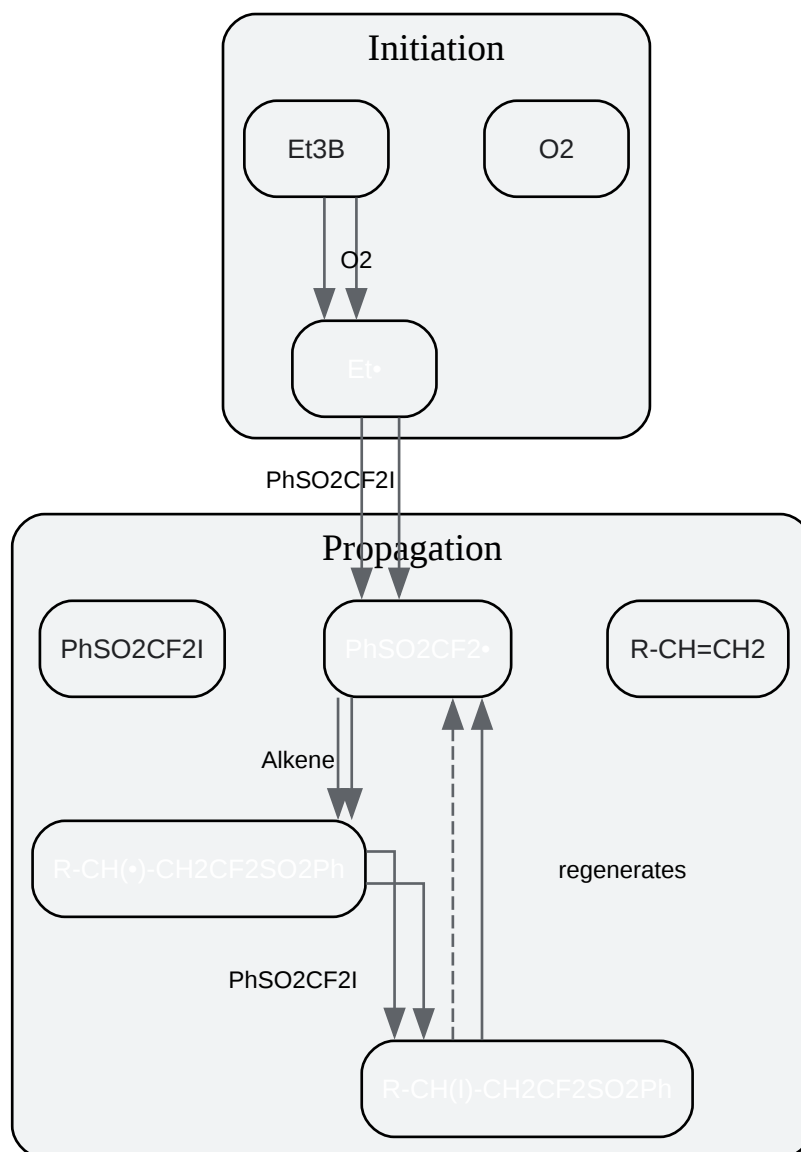 Initiation
Et3B
O2
O2
Et•
PhSO2CF2I
Propagation
PhSO2CF2I
PhSO2CF2•
R-CH=CH2
Alkene
R-CH(•)-CH2CF2SO2Ph
regenerates
PhSO2CF2I
R-CH(I)-CH2CF2SO2Ph